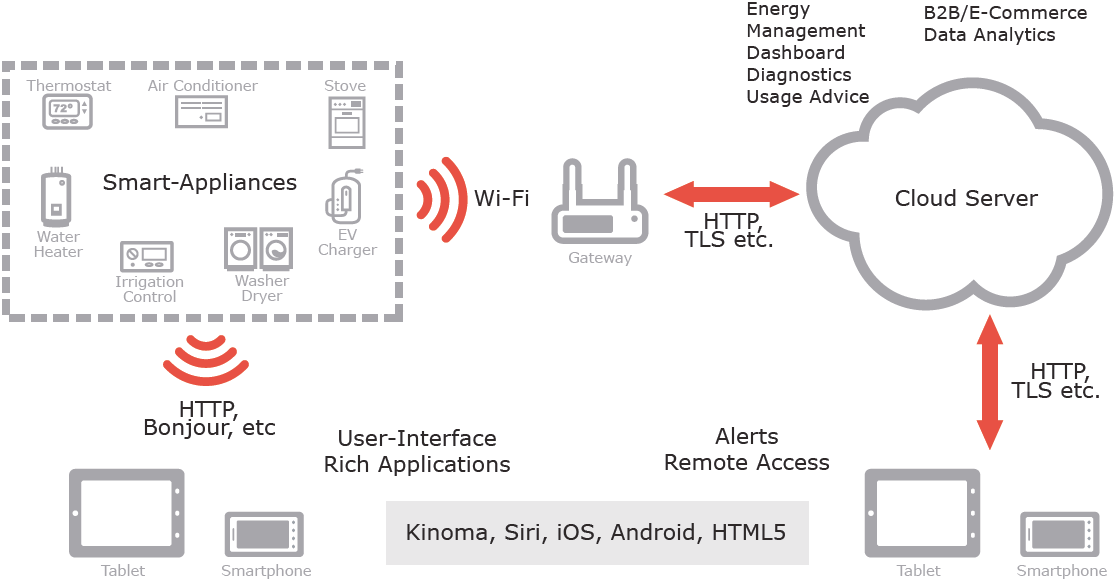 Energy
Management
Dashboard
Diagnostics
Usage Advice
B2B/E-Commerce
Data Analytics
Thermostat
Air Conditioner
Stove
72°
Smart-Appliances
Water
Heater
EV
Charger
Irrigation
Control
Washer
Dryer
Wi-Fi
Gateway
HTTP,
TLS etc.
Cloud Server
HTTP,
TLS etc.
HTTP,
Bonjour, etc
User-Interface
Rich Applications
Alerts
Remote Access
Kinoma, Siri, iOS, Android, HTML5
Tablet
Smartphone
Tablet
Smartphone